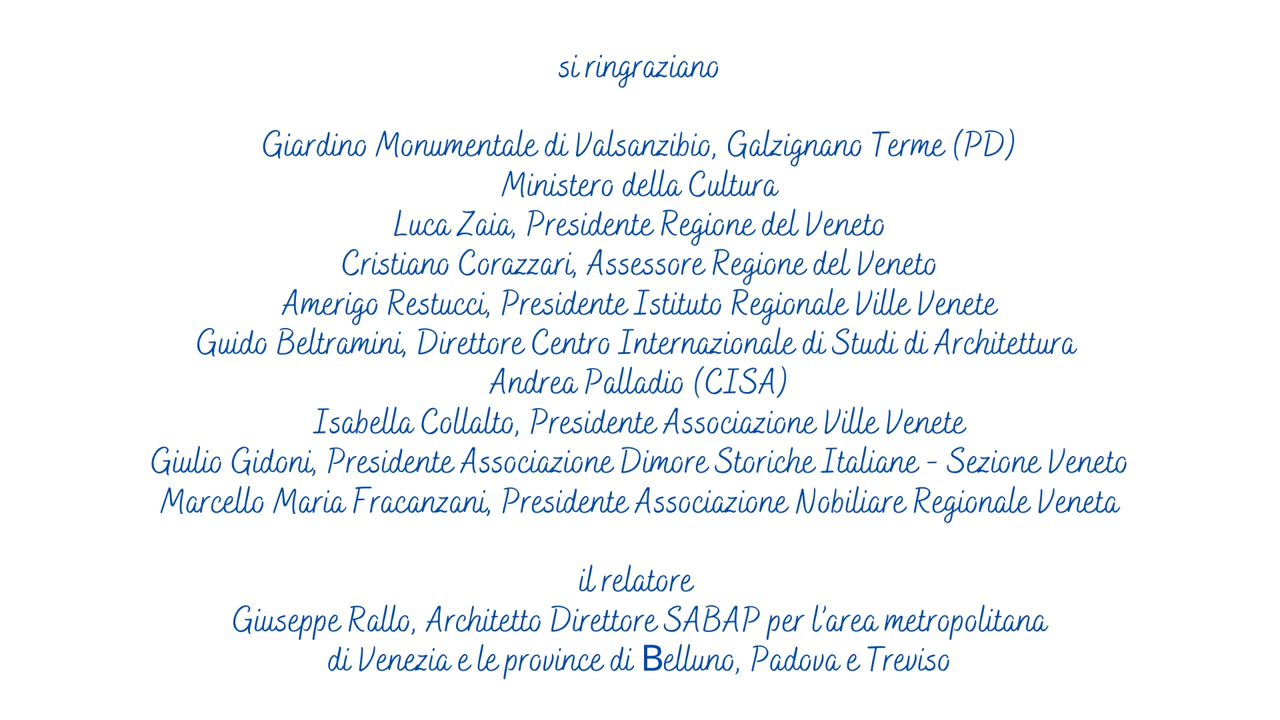 si ringraziano
Giardino Monumentale di Valsanzibio, Galzignano Terme (PD)
Ministero della Cultura
Luca Zaia, Presidente Regione del Veneto
Cristiano Corazzari, Assessore Regione del Veneto
Amerigo Restucci, Presidente Istituto Regionale Ville Venete
Guido Beltramini, Direttore Centro Internazionale di Studi di Architettura
Andrea Palladio (CISA)
Isabella Collalto, Presidente Associazione Ville Venete
Giulio Gidoni, Presidente Associazione Dimore Storiche Italiane - Sezione Veneto
Marcello Maria Fracanzani, Presidente Associazione Nobiliare Regionale Veneta
il relatore
Giuseppe Rallo, Architetto Direttore SABAP per l'area metropolitana
di Venezia e le province di Belluno, Padova e Treviso